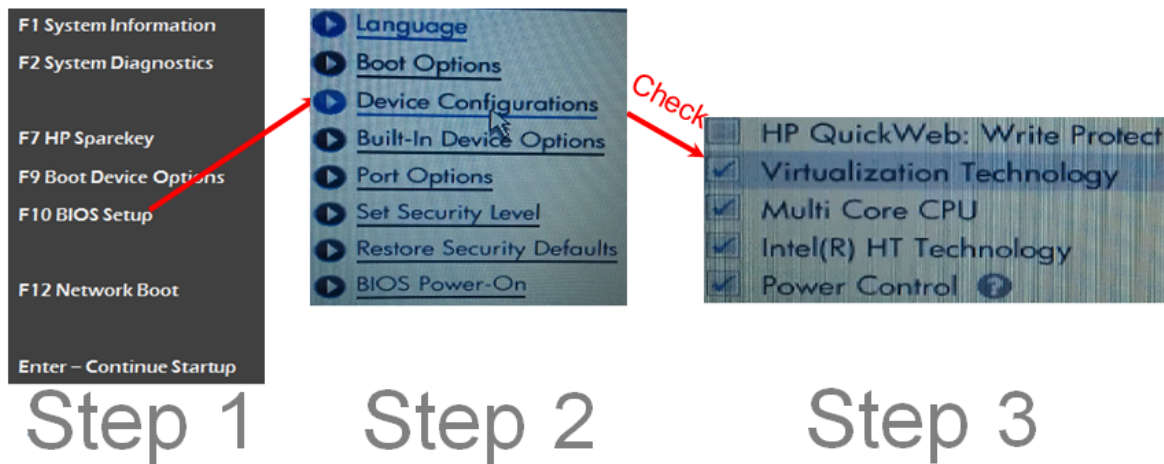 F1 System Information
F2 System Diagnostics
F7 HP Sparekey
F9 Boot Device Options
F10 BIOS Setup
F12 Network Boot
Enter – Continue Startup
Step 1
Language
Boot Options
Device Configurations
Built-In Device Options
Port Options
Set Security Level
Restore Security Defaults
BIOS Power-On
Step 2
Check
HP QuickWeb: Write Protect
Virtualization Technology
Multi Core CPU
Intel(R) HT Technology
Power Control ?
Step 3